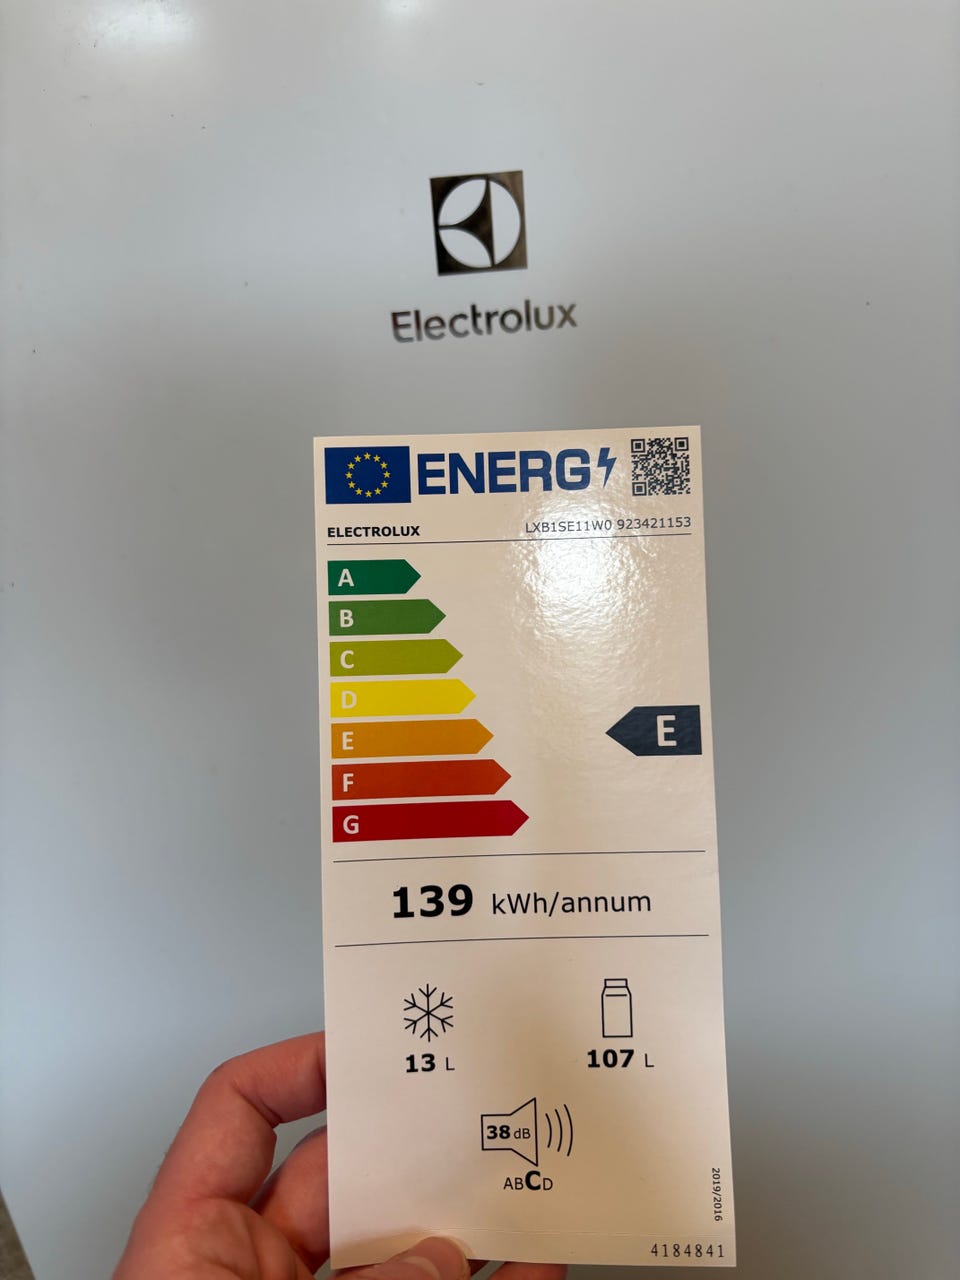 Electrolux
ENERG
ELECTROLUX
LXB1SE11W0 923421153
A
B
C
D
E
E
F
G
139 kWh/annum
13 L
107 L
38 dB
ABCD
2019/2016
4184841